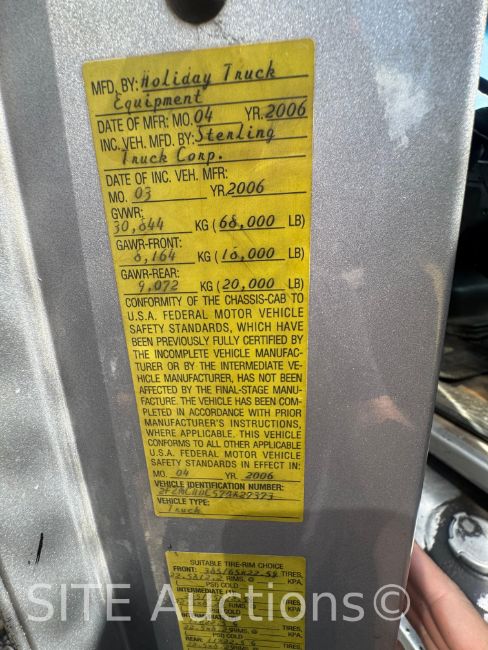 MFD. BY: Holiday Truck
Equipment
DATE OF MFR: MO. 04 YR. 2006
INC. VEH. MFD. BY: Sterling
Truck Corp.
DATE OF INC. VEH. MFR:
MO. 03 YR. 2006
GVWR:
30,844 KG (68,000 LB)
GAWR-FRONT:
8,164 KG (18,000 LB)
GAWR-REAR:
9,072 KG (20,000 LB)
CONFORMITY OF THE CHASSIS-CAB TO
U.S.A. FEDERAL MOTOR VEHICLE
SAFETY STANDARDS, WHICH HAVE
BEEN PREVIOUSLY FULLY CERTIFIED BY
THE INCOMPLETE VEHICLE MANUFAC-
TURER OR BY THE INTERMEDIATE VE-
HICLE MANUFACTURER, HAS NOT BEEN
AFFECTED BY THE FINAL-STAGE MANU-
FACTURE. THE VEHICLE HAS BEEN COM-
PLETED IN ACCORDANCE WITH PRIOR
MANUFACTURER'S INSTRUCTIONS,
WHERE APPLICABLE. THIS VEHICLE
CONFORMS TO ALL OTHER APPLICABLE
U.S.A. FEDERAL MOTOR VEHICLE
SAFETY STANDARDS IN EFFECT IN:
MO. 04 YR. 2006
VEHICLE IDENTIFICATION NUMBER:
VEHICLE TYPE:
Truck
SUITABLE TIRE-RIM CHOICE
FRONT: TIRES,
RIMS,
PSI COLD KPA,
TIRES,
RIMS,
PSI COLD KPA,
SITE Auctions©